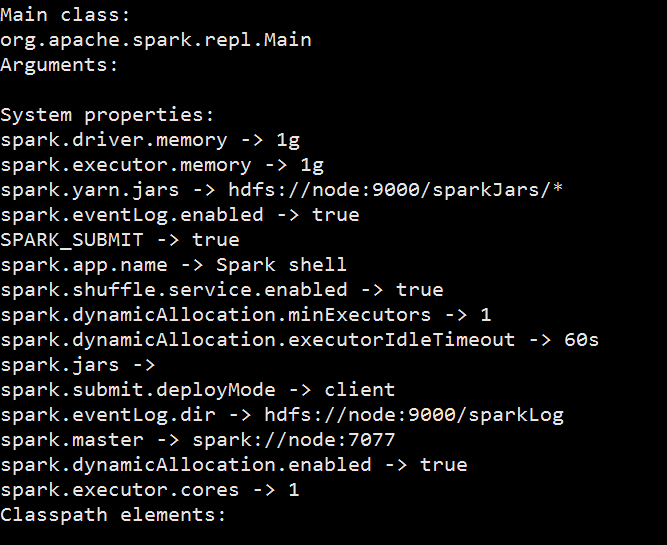 Main class:
org.apache.spark.repl.Main
Arguments:
System properties:
spark.driver.memory -> 1g
spark.executor.memory -> 1g
spark.yarn.jars -> hdfs://node:9000/sparkJars/*
spark.eventLog.enabled -> true
SPARK_SUBMIT -> true
spark.app.name -> Spark shell
spark.shuffle.service.enabled -> true
spark.dynamicAllocation.minExecutors -> 1
spark.dynamicAllocation.executorIdleTimeout -> 60s
spark.jars ->
spark.submit.deployMode -> client
spark.eventLog.dir -> hdfs://node:9000/sparkLog
spark.master -> spark://node:7077
spark.dynamicAllocation.enabled -> true
spark.executor.cores -> 1
Classpath elements: